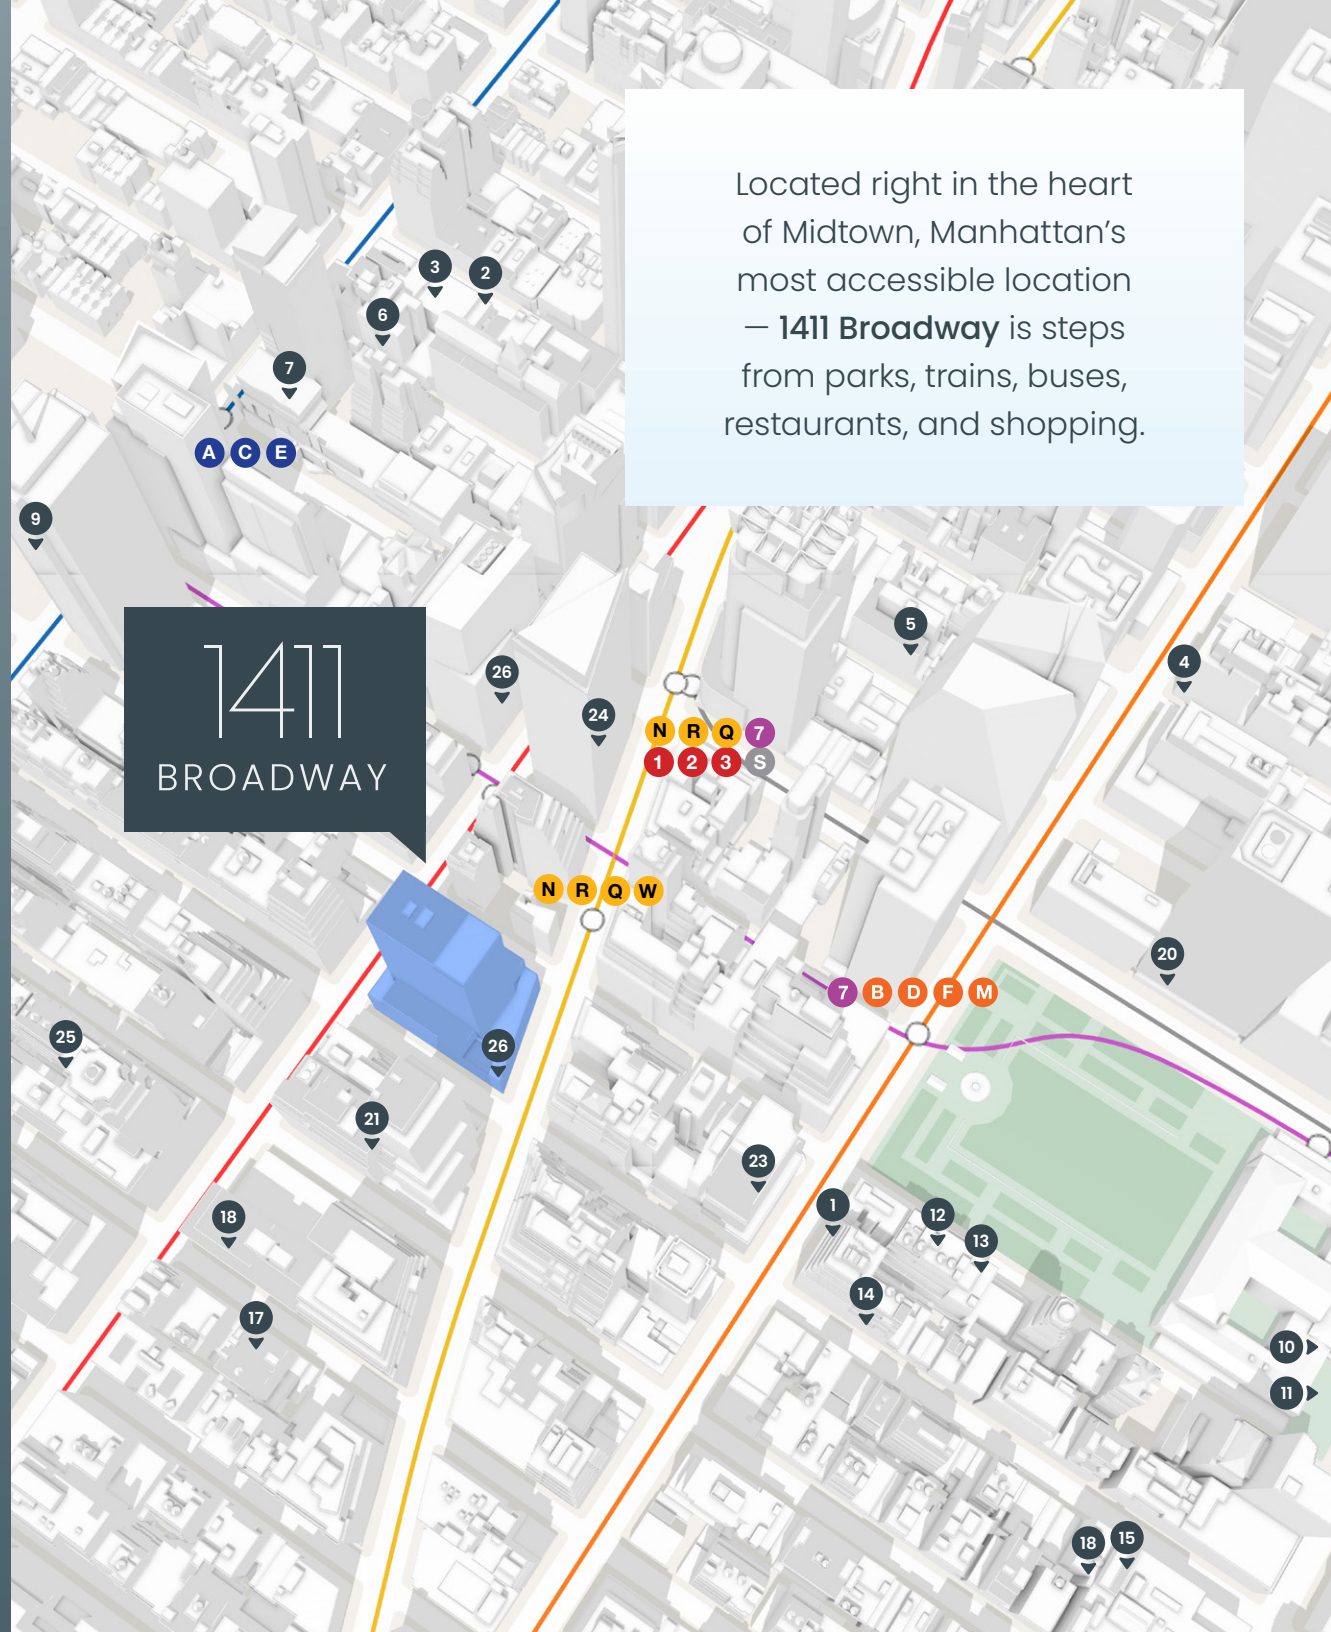 Located right in the heart
of Midtown, Manhattan’s
most accessible location
— 1411 Broadway is steps
from parks, trains, buses,
restaurants, and shopping.
3
2
6
7
A C E
9
5
4
1411
BROADWAY
26
24
N R Q 7
1 2 3 S
N R Q W
20
7 B D F M
25
26
21
23
18
1
12
13
14
17
10
11
18
15